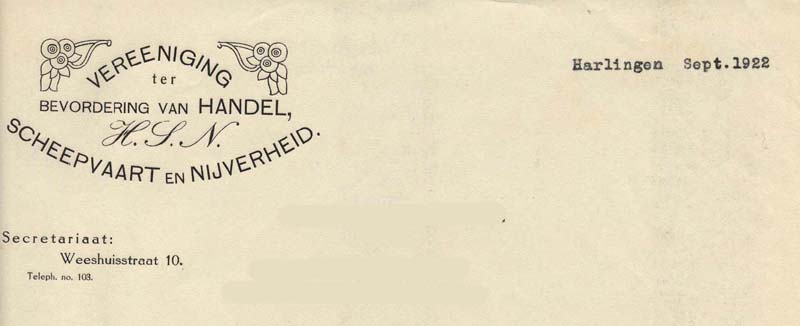 VEREENIGING
ter
BEVORDERING VAN HANDEL,
H. S. N.
SCHEEPVAART EN NIJVERHEID.
Harlingen Sept.1922
Secretariaat:
Weeshuisstraat 10.
Teleph. no. 103.